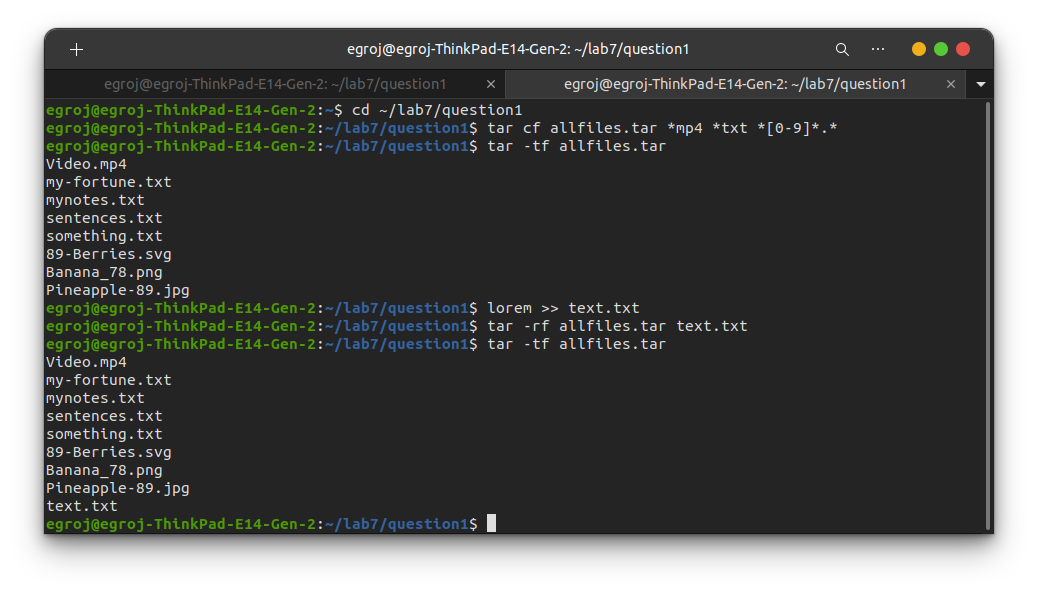 egroj@egroj-ThinkPad-E14-Gen-2: ~/lab7/question1
egroj@egroj-ThinkPad-E14-Gen-2: ~/lab7/question1
egroj@egroj-ThinkPad-E14-Gen-2: ~/lab7/question1
egroj@egroj-ThinkPad-E14-Gen-2:~$ cd ~/lab7/question1
egroj@egroj-ThinkPad-E14-Gen-2:~/lab7/question1$ tar cf allfiles.tar *mp4 *txt *[0-9]*.*
egroj@egroj-ThinkPad-E14-Gen-2:~/lab7/question1$ tar -tf allfiles.tar
Video.mp4
my-fortune.txt
mynotes.txt
sentences.txt
something.txt
89-Berries.svg
Banana_78.png
Pineapple-89.jpg
egroj@egroj-ThinkPad-E14-Gen-2:~/lab7/question1$ lorem >> text.txt
egroj@egroj-ThinkPad-E14-Gen-2:~/lab7/question1$ tar -rf allfiles.tar text.txt
egroj@egroj-ThinkPad-E14-Gen-2:~/lab7/question1$ tar -tf allfiles.tar
Video.mp4
my-fortune.txt
mynotes.txt
sentences.txt
something.txt
89-Berries.svg
Banana_78.png
Pineapple-89.jpg
text.txt
egroj@egroj-ThinkPad-E14-Gen-2:~/lab7/question1$